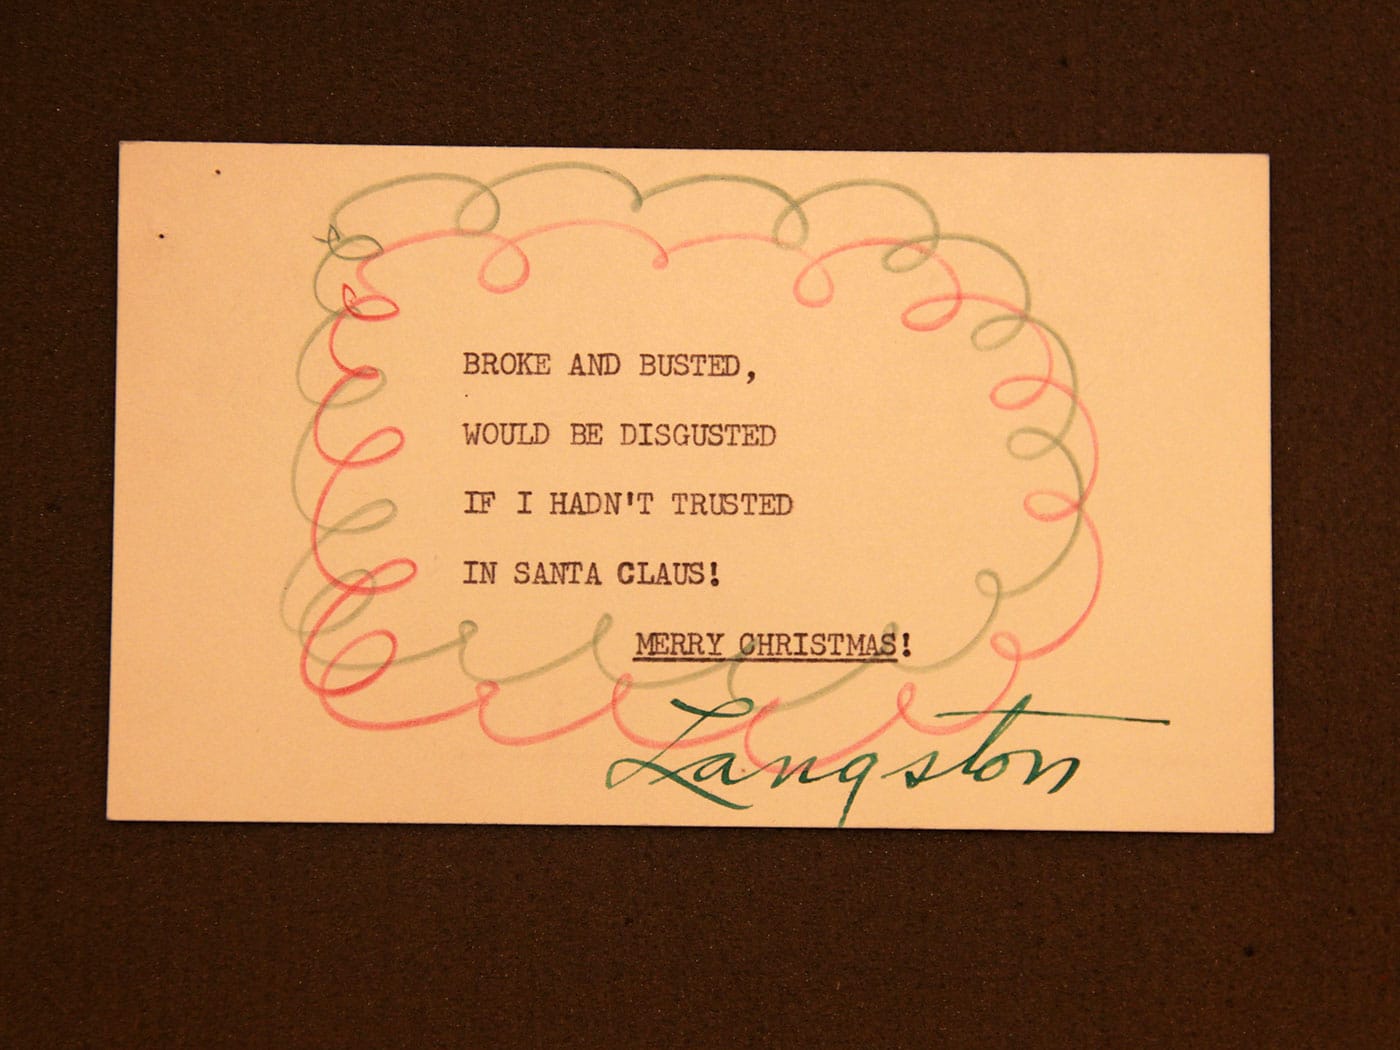 BROKE AND BUSTED,
WOULD BE DISGUSTED
IF I HADN'T TRUSTED
IN SANTA CLAUS!
MERRY CHRISTMAS!
Langston